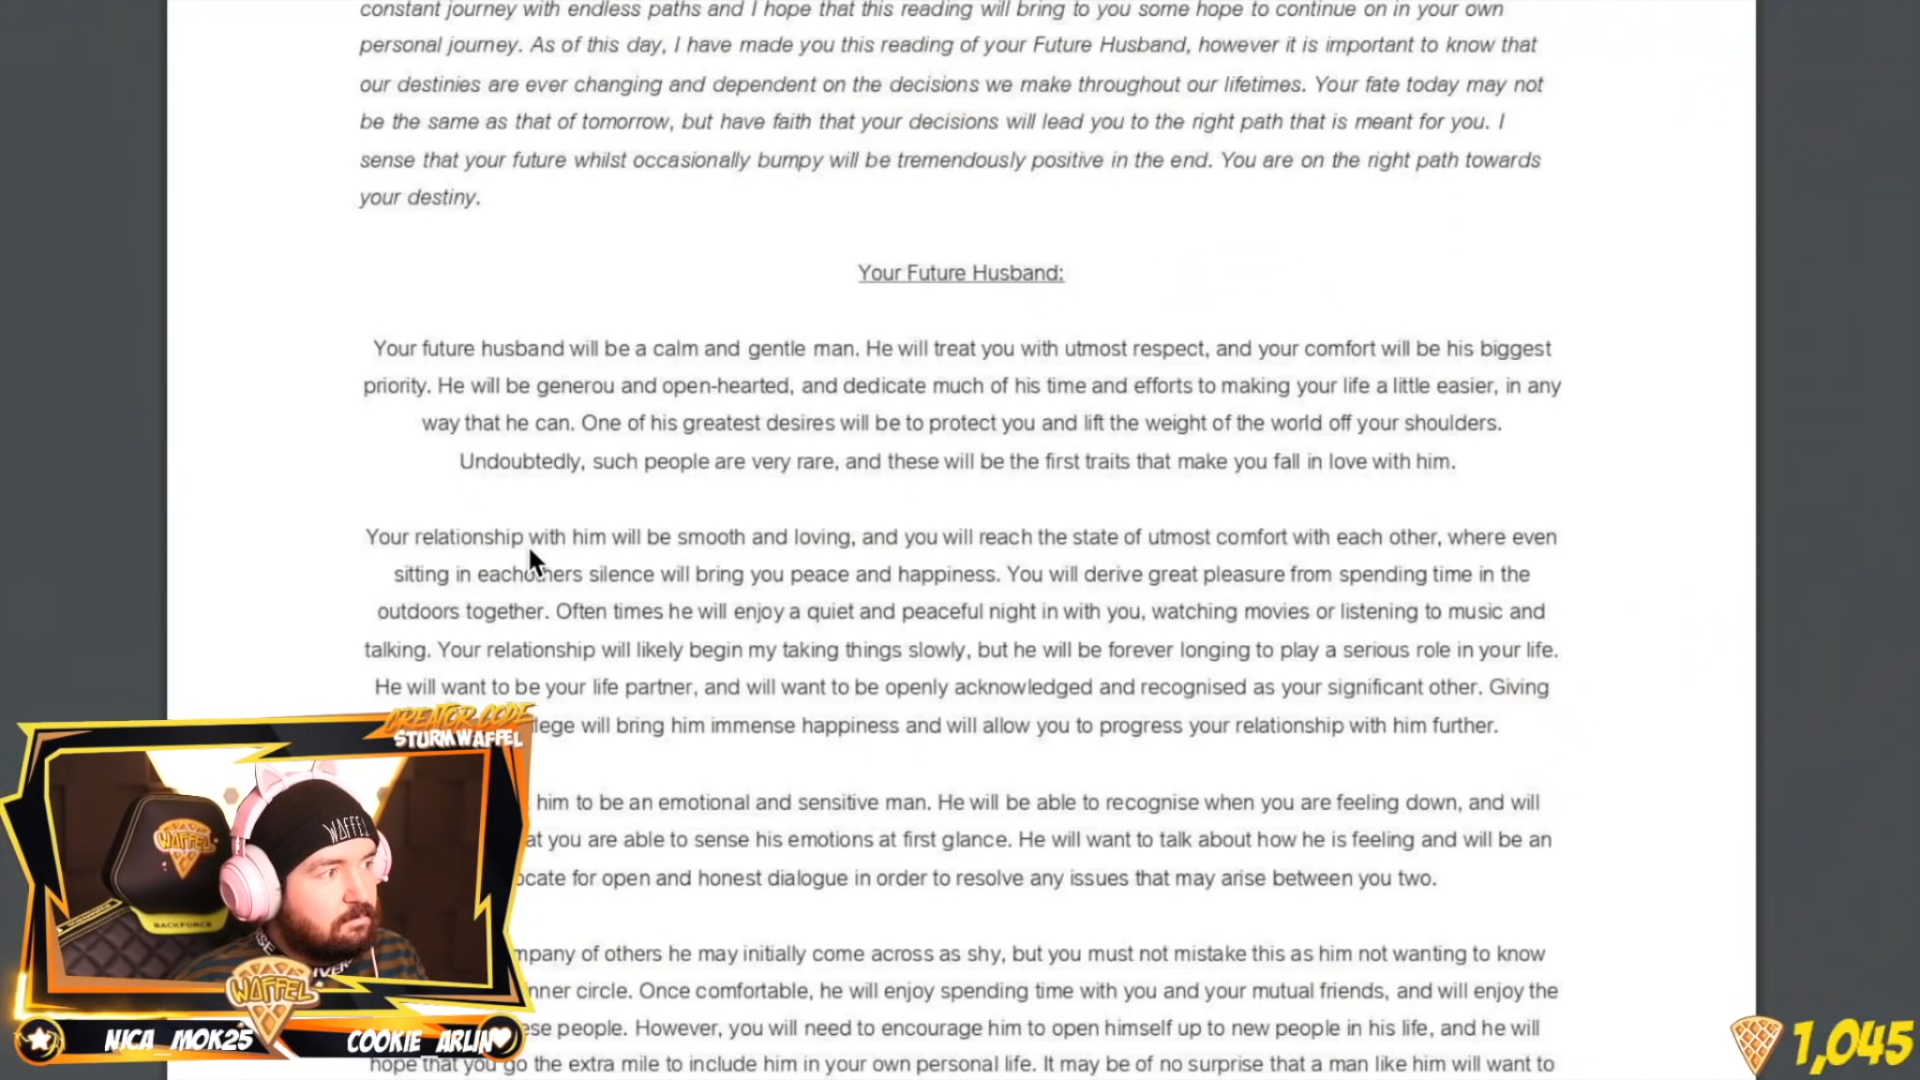 constant journey with endless paths and I hope that this reading will bring to you some hope to continue on in your own
personal journey. As of this day, I have made you this reading of your Future Husband, however it is important to know that
our destinies are ever changing and dependent on the decisions we make throughout our lifetimes. Your fate today may not
be the same as that of tomorrow, but have faith that your decisions will lead you to the right path that is meant for you. I
sense that your future whilst occasionally bumpy will be tremendously positive in the end. You are on the right path towards
your destiny.
Your Future Husband:
Your future husband will be a calm and gentle man. He will treat you with utmost respect, and your comfort will be his biggest
priority. He will be generou and open-hearted, and dedicate much of his time and efforts to making your life a little easier, in any
way that he can. One of his greatest desires will be to protect you and lift the weight of the world off your shoulders.
Undoubtedly, such people are very rare, and these will be the first traits that make you fall in love with him.
Your relationship with him will be smooth and loving, and you will reach the state of utmost comfort with each other, where even
sitting in eachothers silence will bring you peace and happiness. You will derive great pleasure from spending time in the
outdoors together. Often times he will enjoy a quiet and peaceful night in with you, watching movies or listening to music and
talking. Your relationship will likely begin my taking things slowly, but he will be forever longing to play a serious role in your life.
He will want to be your life partner, and will want to be openly acknowledged and recognised as your significant other. Giving
lege will bring him immense happiness and will allow you to progress your relationship with him further.
him to be an emotional and sensitive man. He will be able to recognise when you are feeling down, and will
at you are able to sense his emotions at first glance. He will want to talk about how he is feeling and will be an
ocate for open and honest dialogue in order to resolve any issues that may arise between you two.
mpany of others he may initially come across as shy, but you must not mistake this as him not wanting to know
nner circle. Once comfortable, he will enjoy spending time with you and your mutual friends, and will enjoy the
ese people. However, you will need to encourage him to open himself up to new people in his life, and he will
hope that you go the extra mile to include him in your own personal life. It may be of no surprise that a man like him will want to
CREATOR CODE
STURMWAFFEL
WAFFEL
WAFFEL
BACKFORCE
WAFFEL
NICA_MOK25
COOKIE_ARLIN
1,045